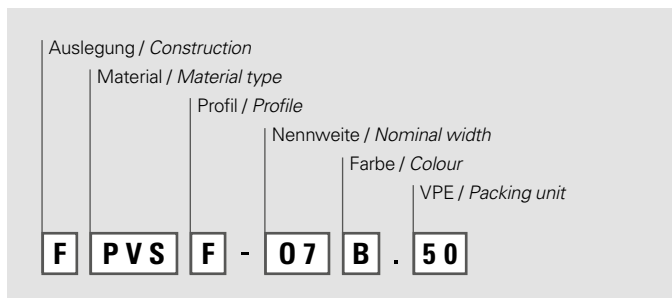 Auslegung / Construction
Material / Material type
Profil / Profile
Nennweite / Nominal width
Farbe / Colour
VPE / Packing unit
F PVS F - 07 B . 50